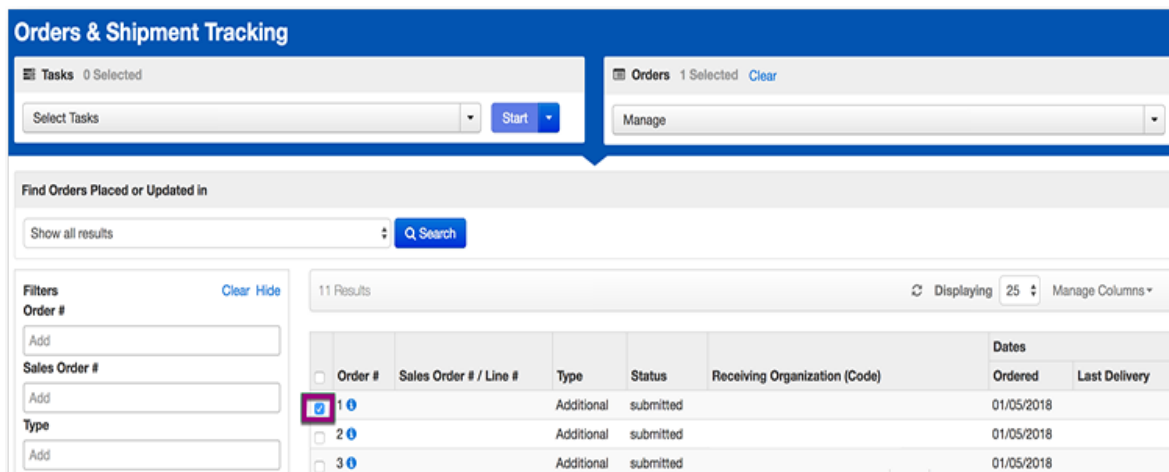 Orders & Shipment Tracking
Tasks 0 Selected
Select Tasks
Start
Orders 1 Selected Clear
Manage
Find Orders Placed or Updated in
Show all results
Search
Filters Clear Hide
Order #
Add
Sales Order #
Add
Type
Add
11 Results Displaying 25 Manage Columns
Dates
Order # Sales Order # / Line # Type Status Receiving Organization (Code) Ordered Last Delivery
1 Additional submitted 01/05/2018
2 Additional submitted 01/05/2018
3 Additional submitted 01/05/2018